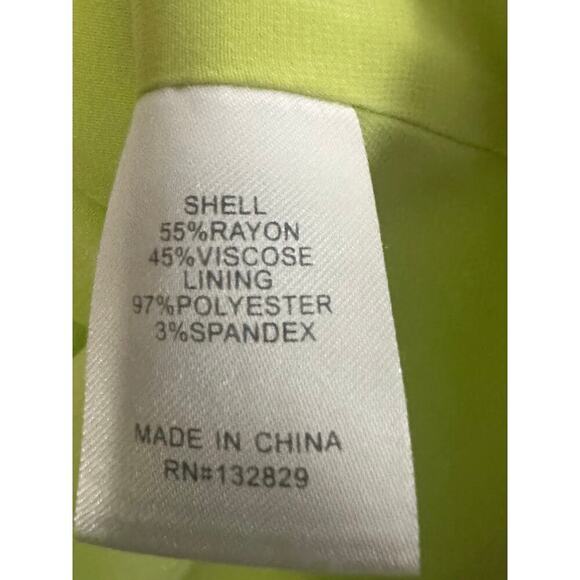 SHELL
55%RAYON
45%VISCOSE
LINING
97%POLYESTER
3%SPANDEX
MADE IN CHINA
RN#132829